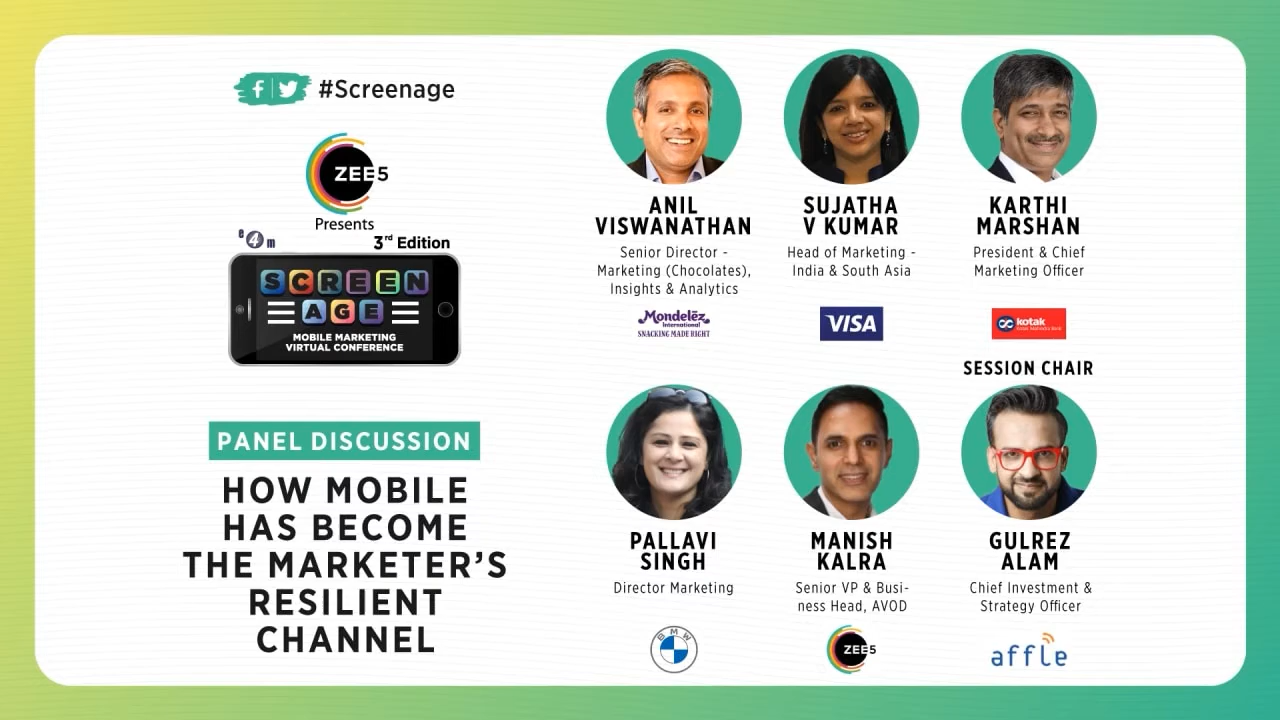 #Screenage
ZEE5
Presents
e4m
3rd Edition
SCREEN
AGE
MOBILE MARKETING
VIRTUAL CONFERENCE
PANEL DISCUSSION
HOW MOBILE
HAS BECOME
THE MARKETER'S
RESILIENT
CHANNEL
ANIL
VISWANATHAN
Senior Director -
Marketing (Chocolates),
Insights & Analytics
Mondelēz
International
SNACKING MADE RIGHT
SUJATHA
V KUMAR
Head of Marketing -
India & South Asia
VISA
KARTHI
MARSHAN
President & Chief
Marketing Officer
kotak
Kotak Mahindra Bank
PALLAVI
SINGH
Director Marketing
BMW
MANISH
KALRA
Senior VP & Busi-
ness Head, AVOD
ZEE5
SESSION CHAIR
GULREZ
ALAM
Chief Investment &
Strategy Officer
affle